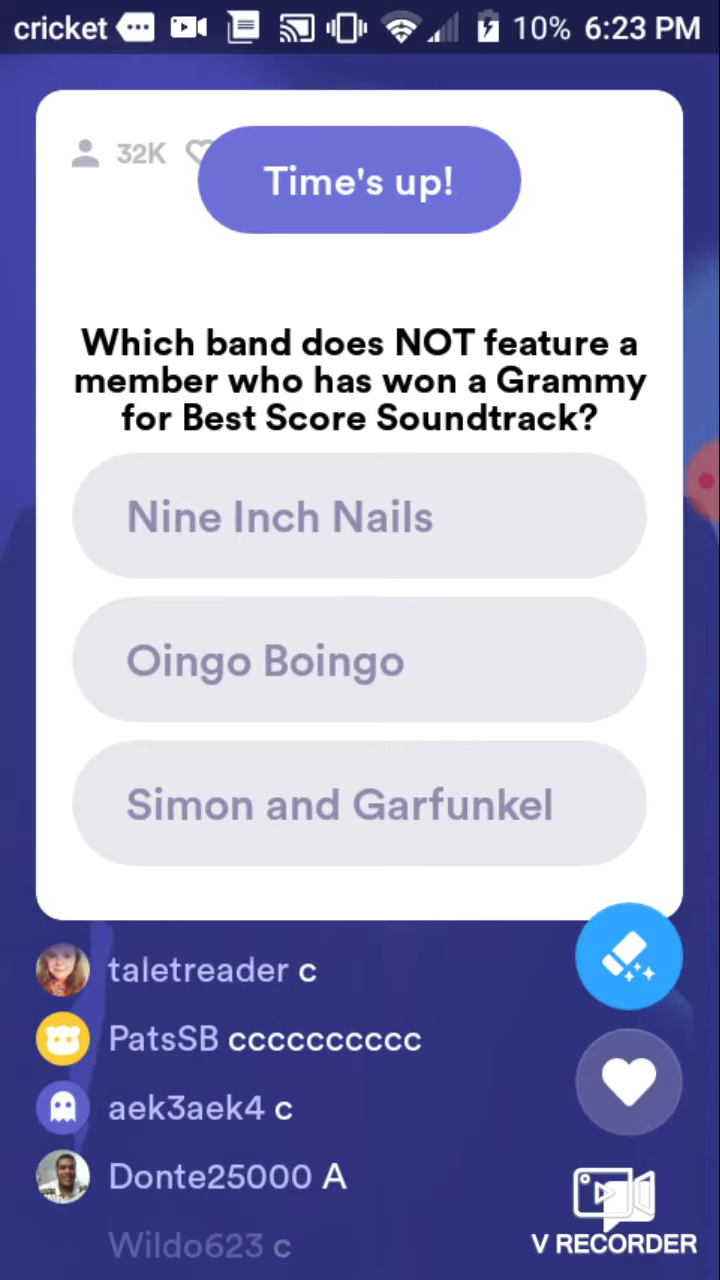 cricket 10% 6:23 PM
32K
Time's up!
Which band does NOT feature a
member who has won a Grammy
for Best Score Soundtrack?
Nine Inch Nails
Oingo Boingo
Simon and Garfunkel
taletreader c
PatsSB cccccccccc
aek3aek4 c
Donte25000 A
Wildo623 c
V RECORDER